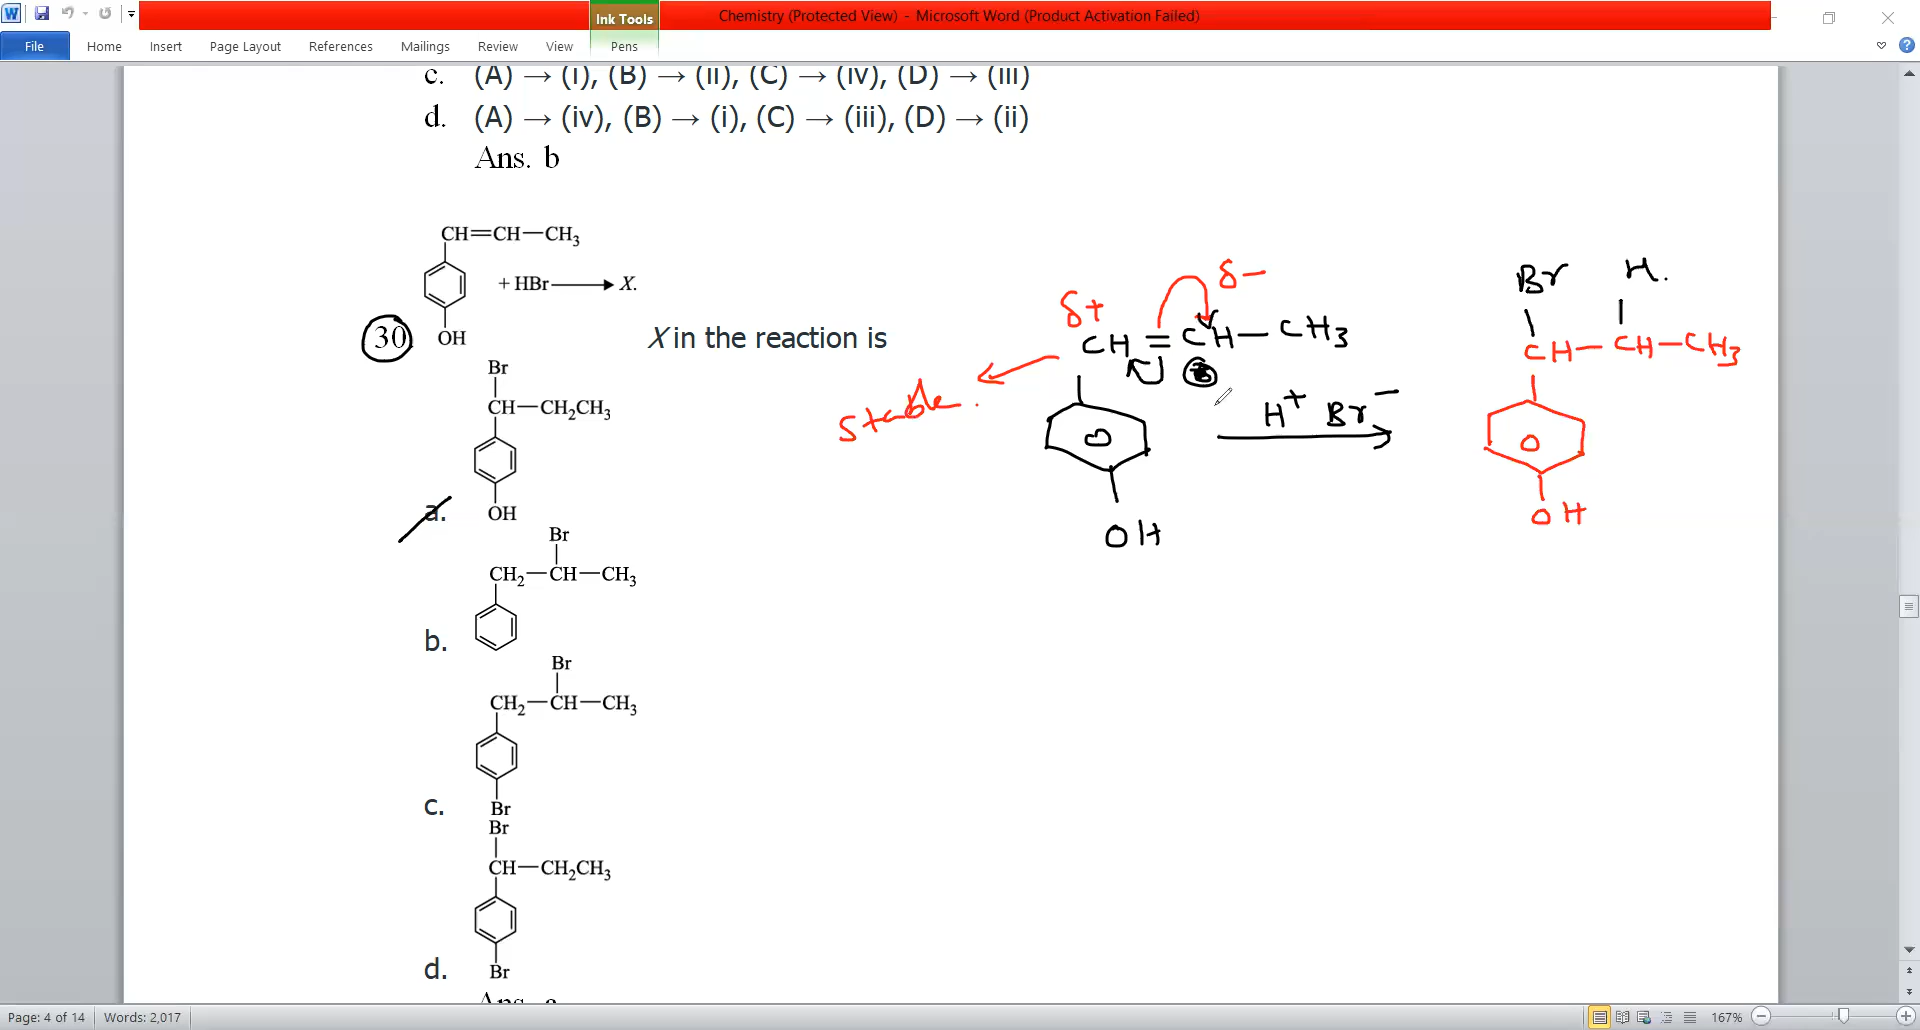 Chemistry (Protected View) - Microsoft Word (Product Activation Failed)
Ink Tools
File Home Insert Page Layout References Mailings Review View Pens
c. (A) → (i), (B) → (ii), (C) → (iv), (D) → (iii)
d. (A) → (iv), (B) → (i), (C) → (iii), (D) → (ii)
Ans. b
CH=CH—CH₃
+ HBr → X.
OH
30. X in the reaction is
Br
CH—CH₂CH₃
OH
a.
Br
CH₂—CH—CH₃
b.
Br
CH₂—CH—CH₃
Br
c.
Br
CH—CH₂CH₃
Br
d.
Ans. a
δ+ δ−
CH = CH — CH₃
stable.
OH
H⁺ Br⁻
Br H.
CH — CH — CH₃
OH
Page: 4 of 14 Words: 2,017 167%